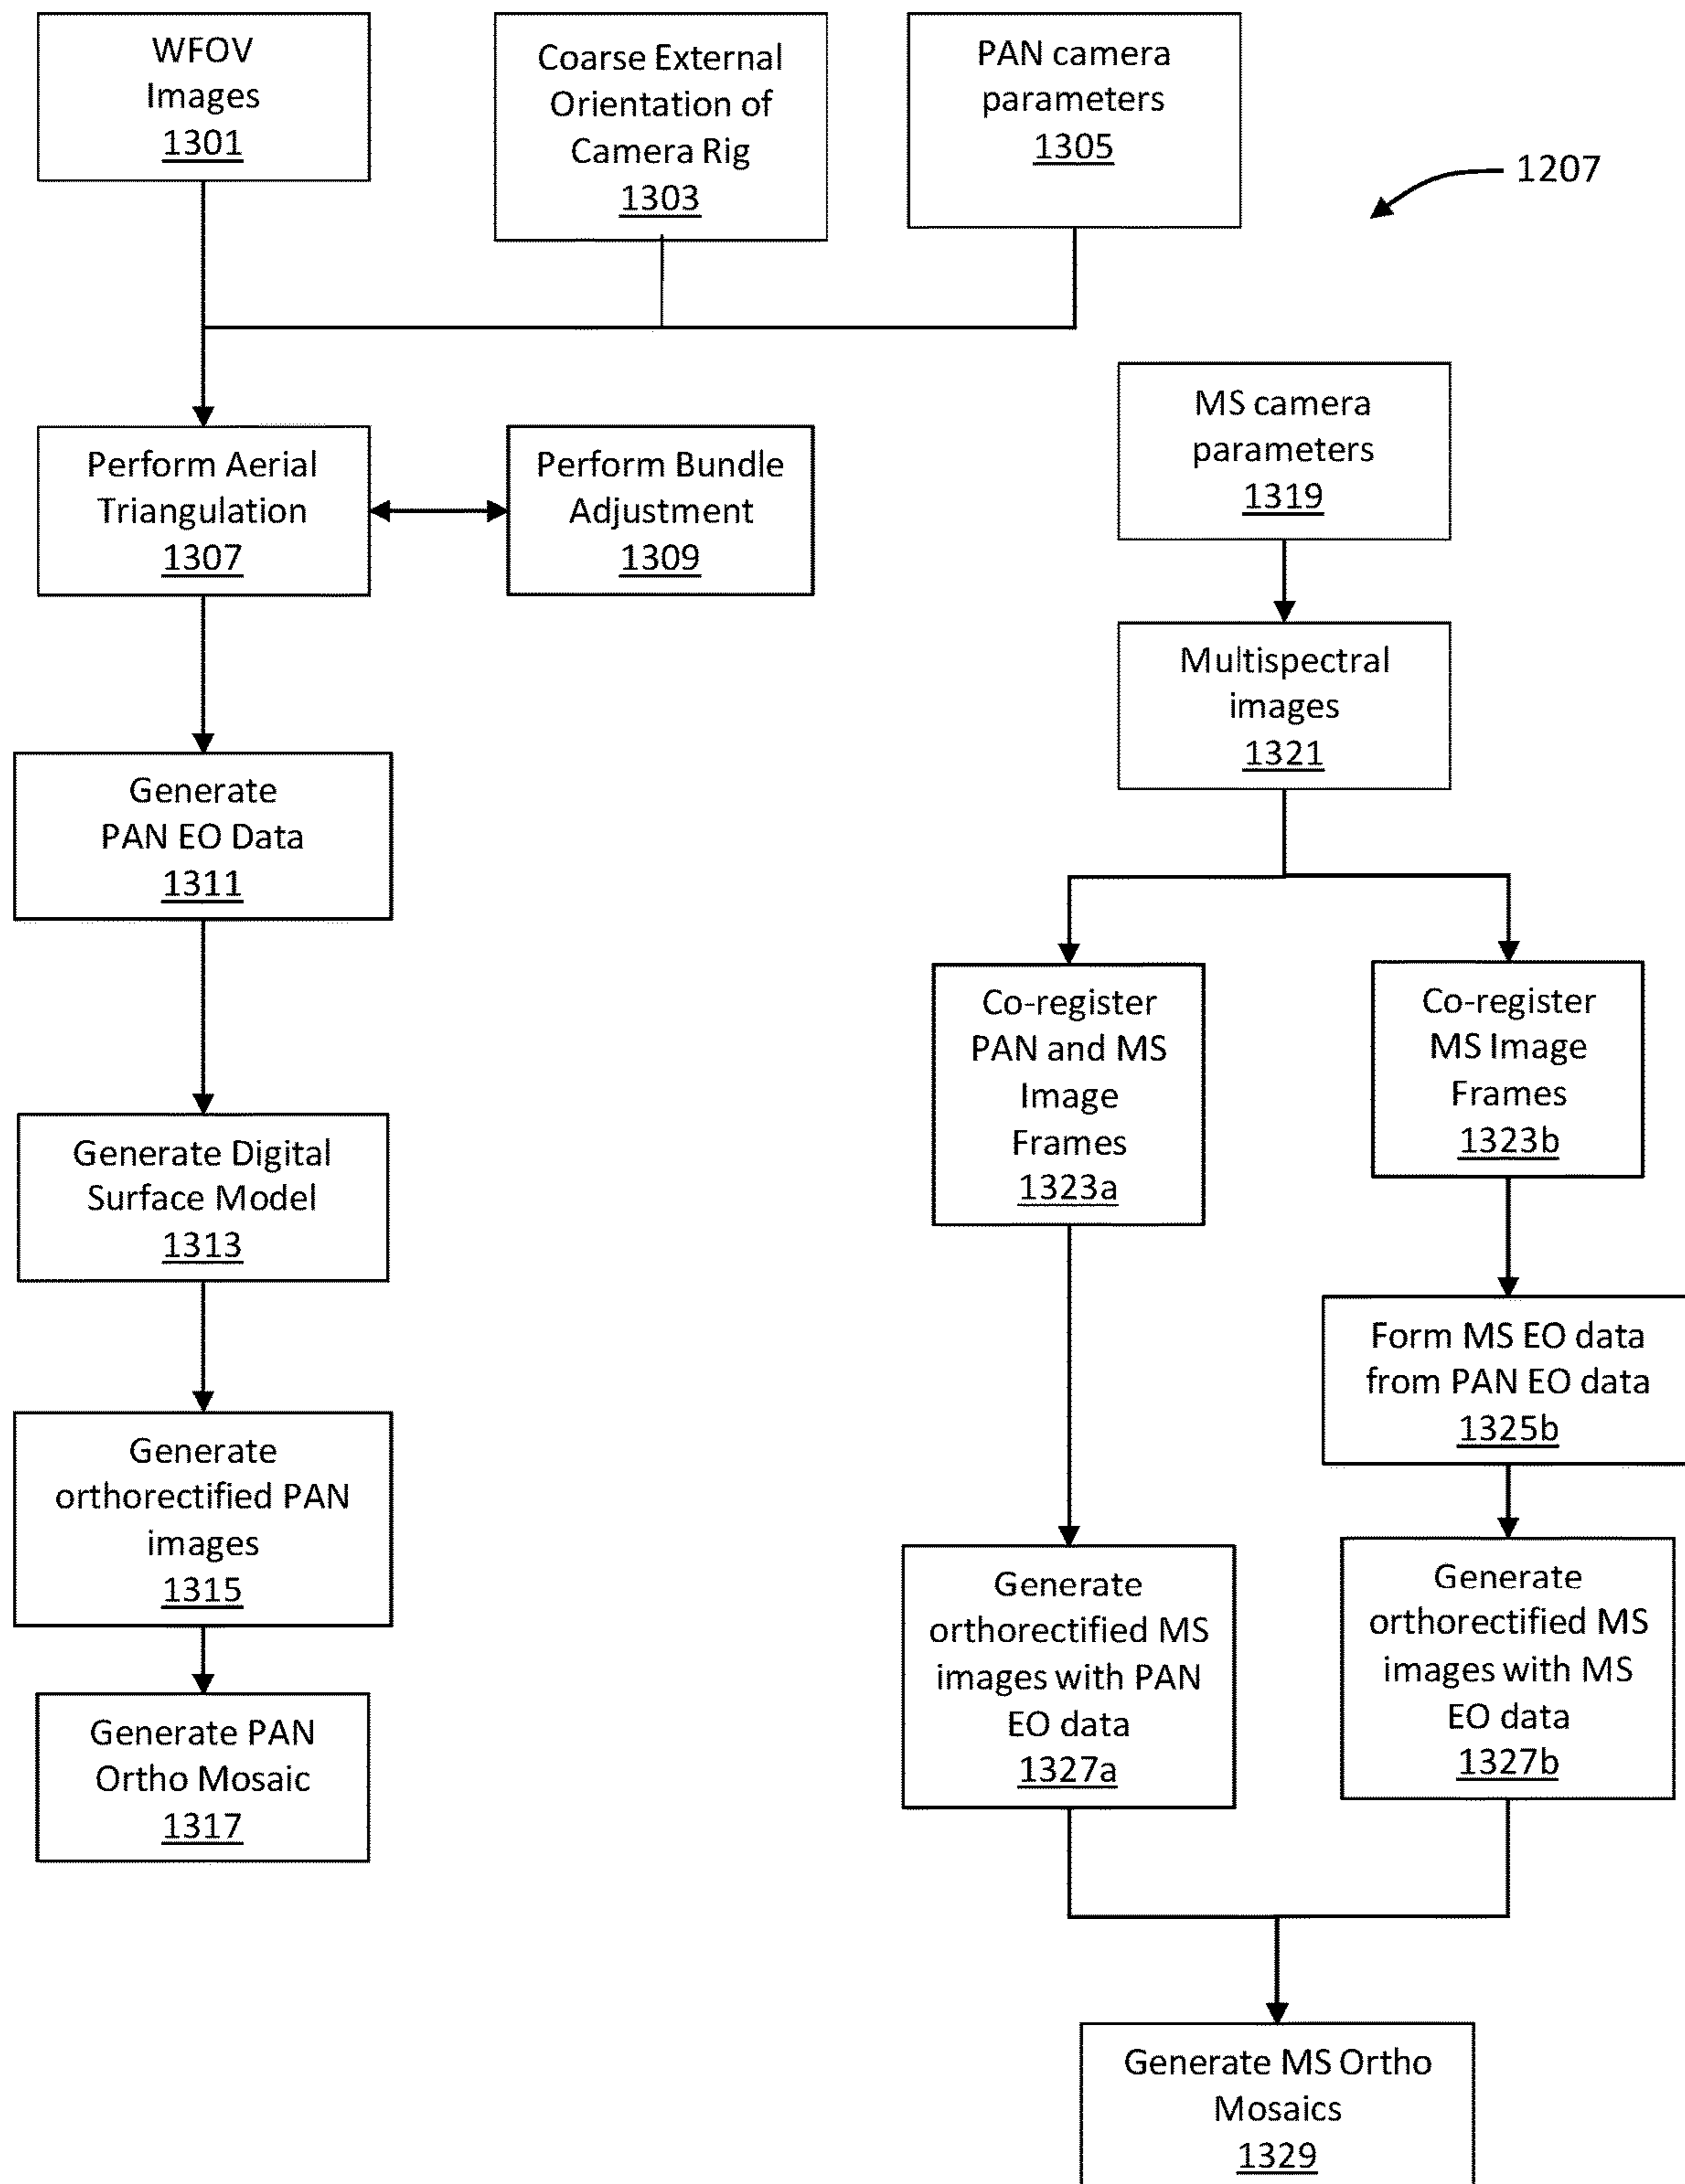 WFOV
Images
1301
Coarse External
Orientation of
Camera Rig
1303
PAN camera
parameters
1305
1207
Perform Aerial
Triangulation
1307
Perform Bundle
Adjustment
1309
MS camera
parameters
1319
Multispectral
images
1321
Generate
PAN EO Data
1311
Co-register
PAN and MS
Image
Frames
1323a
Co-register
MS Image
Frames
1323b
Generate Digital
Surface Model
1313
Form MS EO data
from PAN EO data
1325b
Generate
orthorectified PAN
images
1315
Generate
orthorectified MS
images with PAN
EO data
1327a
Generate
orthorectified MS
images with MS
EO data
1327b
Generate PAN
Ortho Mosaic
1317
Generate MS Ortho
Mosaics
1329